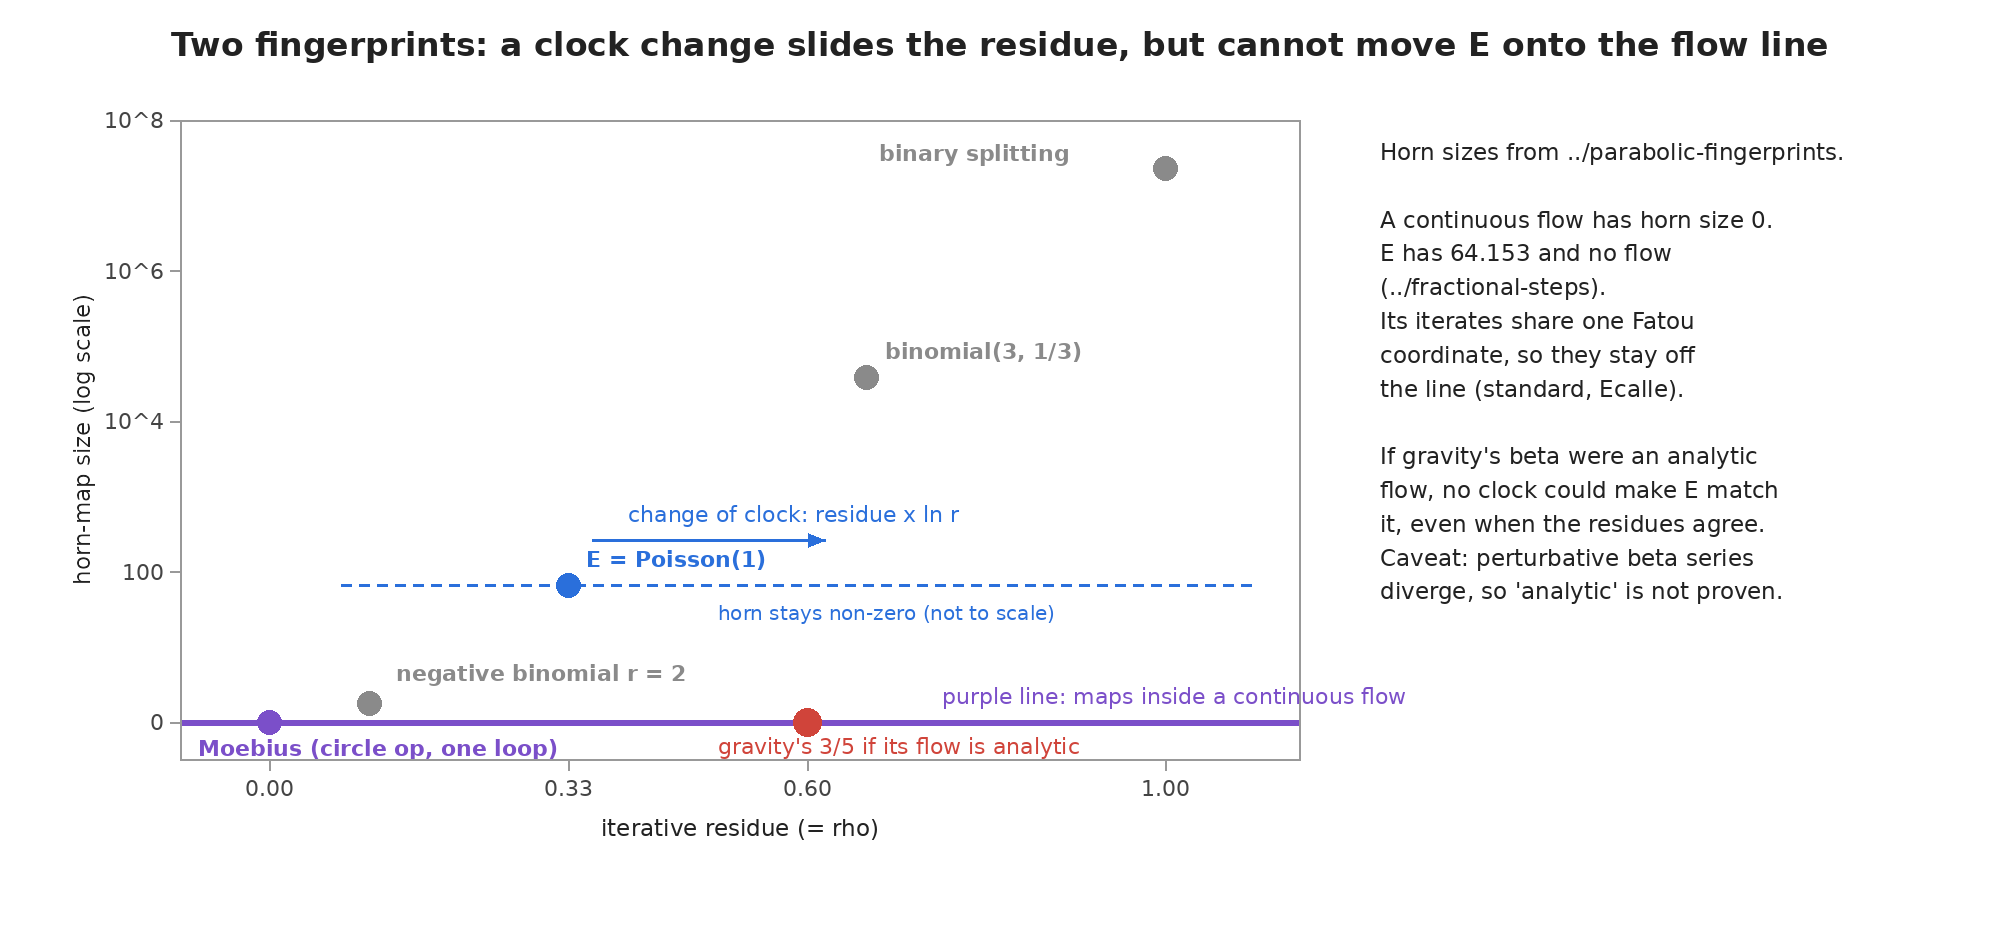 Two fingerprints: a clock change slides the residue, but cannot move E onto the flow line
10^8
10^6
10^4
100
0
horn-map size (log scale)
binary splitting
binomial(3, 1/3)
change of clock: residue x ln r
E = Poisson(1)
horn stays non-zero (not to scale)
negative binomial r = 2
purple line: maps inside a continuous flow
Moebius (circle op, one loop)
gravity's 3/5 if its flow is analytic
0.00
0.33
0.60
1.00
iterative residue (= rho)
Horn sizes from ../parabolic-fingerprints.
A continuous flow has horn size 0.
E has 64.153 and no flow
(../fractional-steps).
Its iterates share one Fatou
coordinate, so they stay off
the line (standard, Ecalle).
If gravity's beta were an analytic
flow, no clock could make E match
it, even when the residues agree.
Caveat: perturbative beta series
diverge, so 'analytic' is not proven.